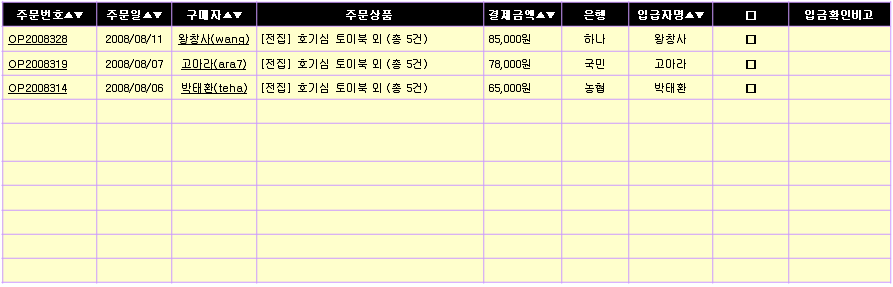 주문번호▲▼ 주문일▲▼ 구매자▲▼ 주문상품 결제금액▲▼ 은행 입급자명▲▼ 입금확인비고
OP2008328 2008/08/11 왕창사(wang) [전집] 호기심 토이북 외 (총 5건) 85,000원 하나 왕창사
OP2008319 2008/08/07 고마라(ara7) [전집] 호기심 토이북 외 (총 5건) 78,000원 국민 고마라
OP2008314 2008/08/06 박태환(teha) [전집] 호기심 토이북 외 (총 5건) 65,000원 농협 박태환